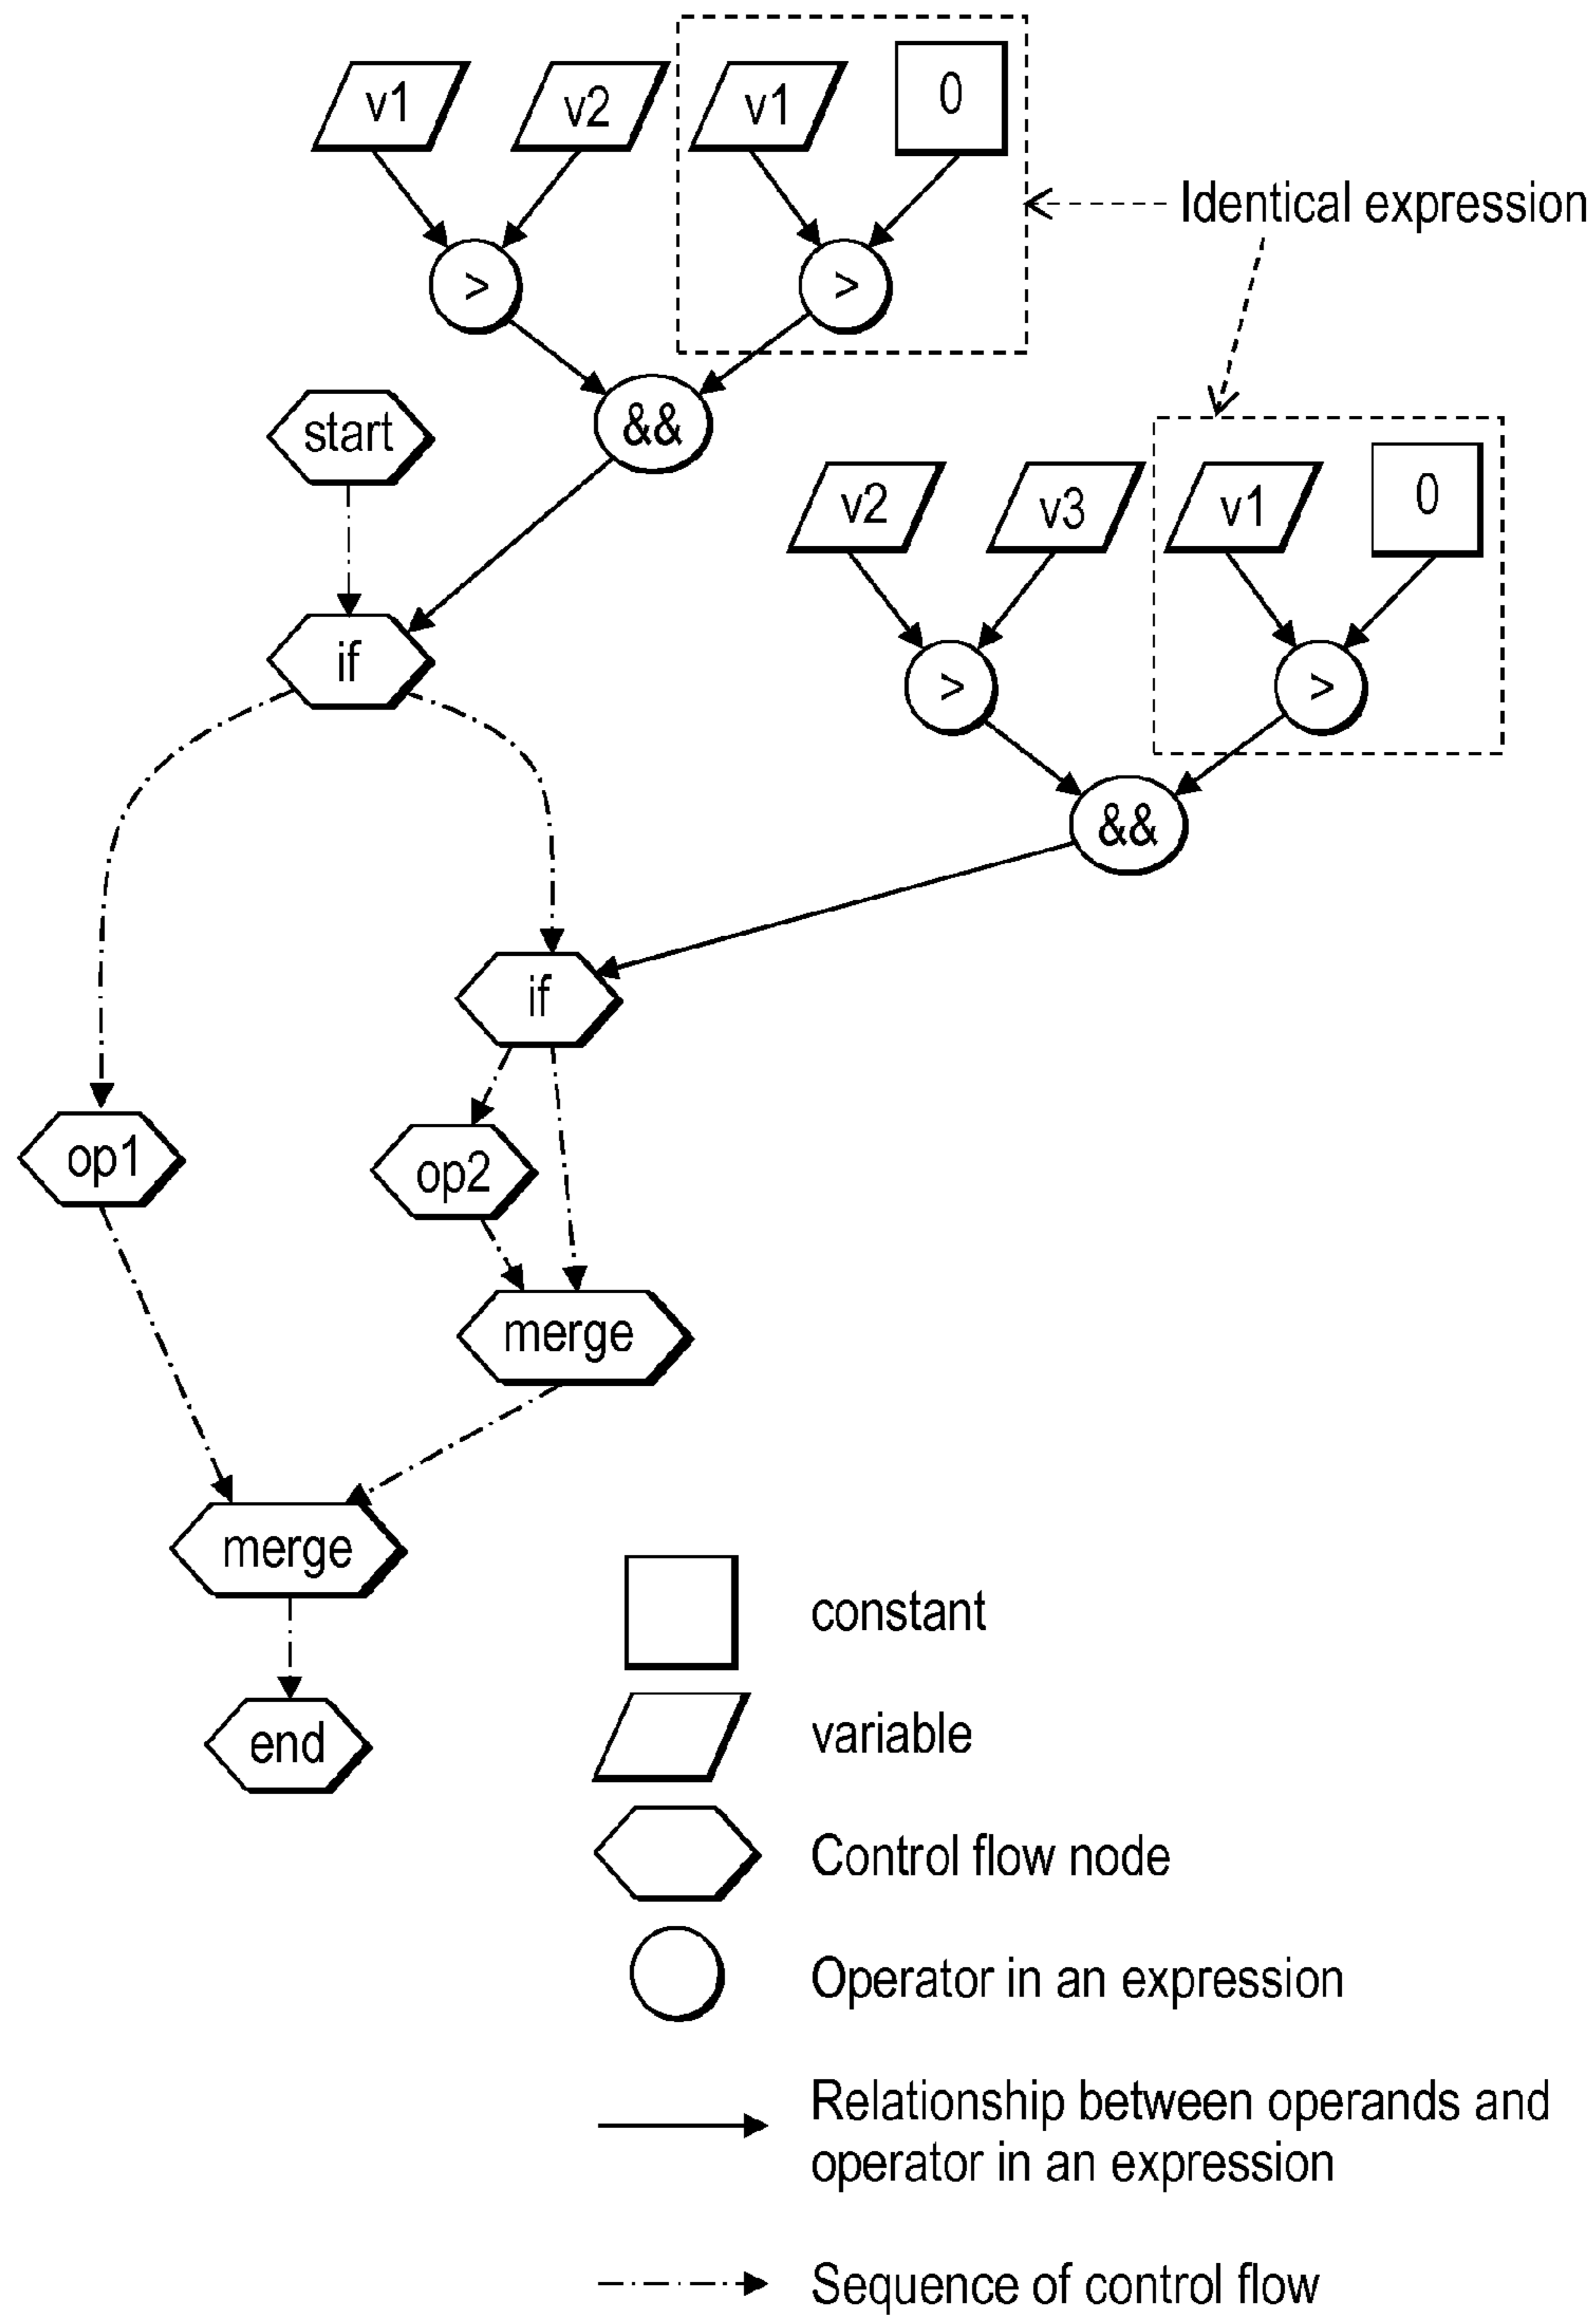 v1 v2 v1 0
Identical expression
> >
&&
start
v2 v3 v1 0
if
> >
&&
if
op1
op2
merge
merge
end
constant
variable
Control flow node
Operator in an expression
Relationship between operands and
operator in an expression
Sequence of control flow